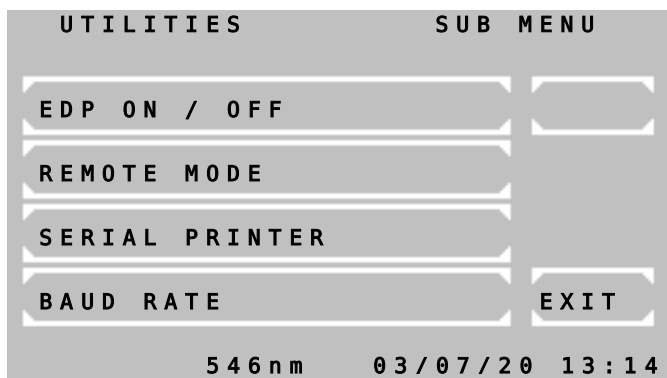 UTILITIES SUB MENU
EDP ON / OFF
REMOTE MODE
SERIAL PRINTER
BAUD RATE EXIT
546nm 03/07/20 13:14